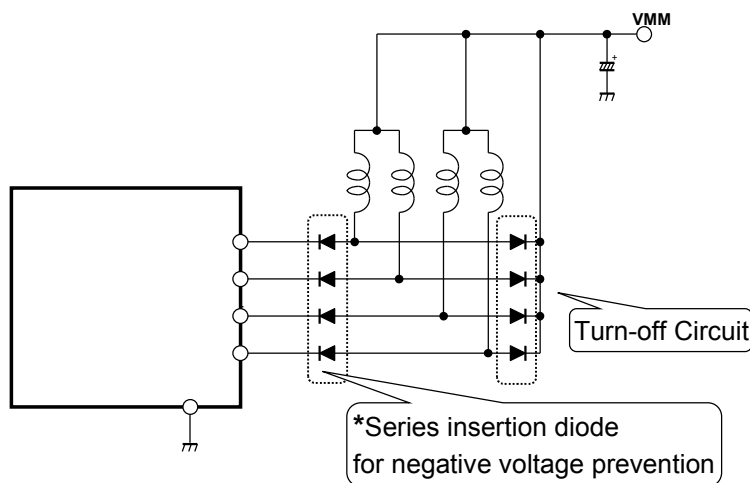 VMM
+
Turn-off Circuit
*Series insertion diode
for negative voltage prevention